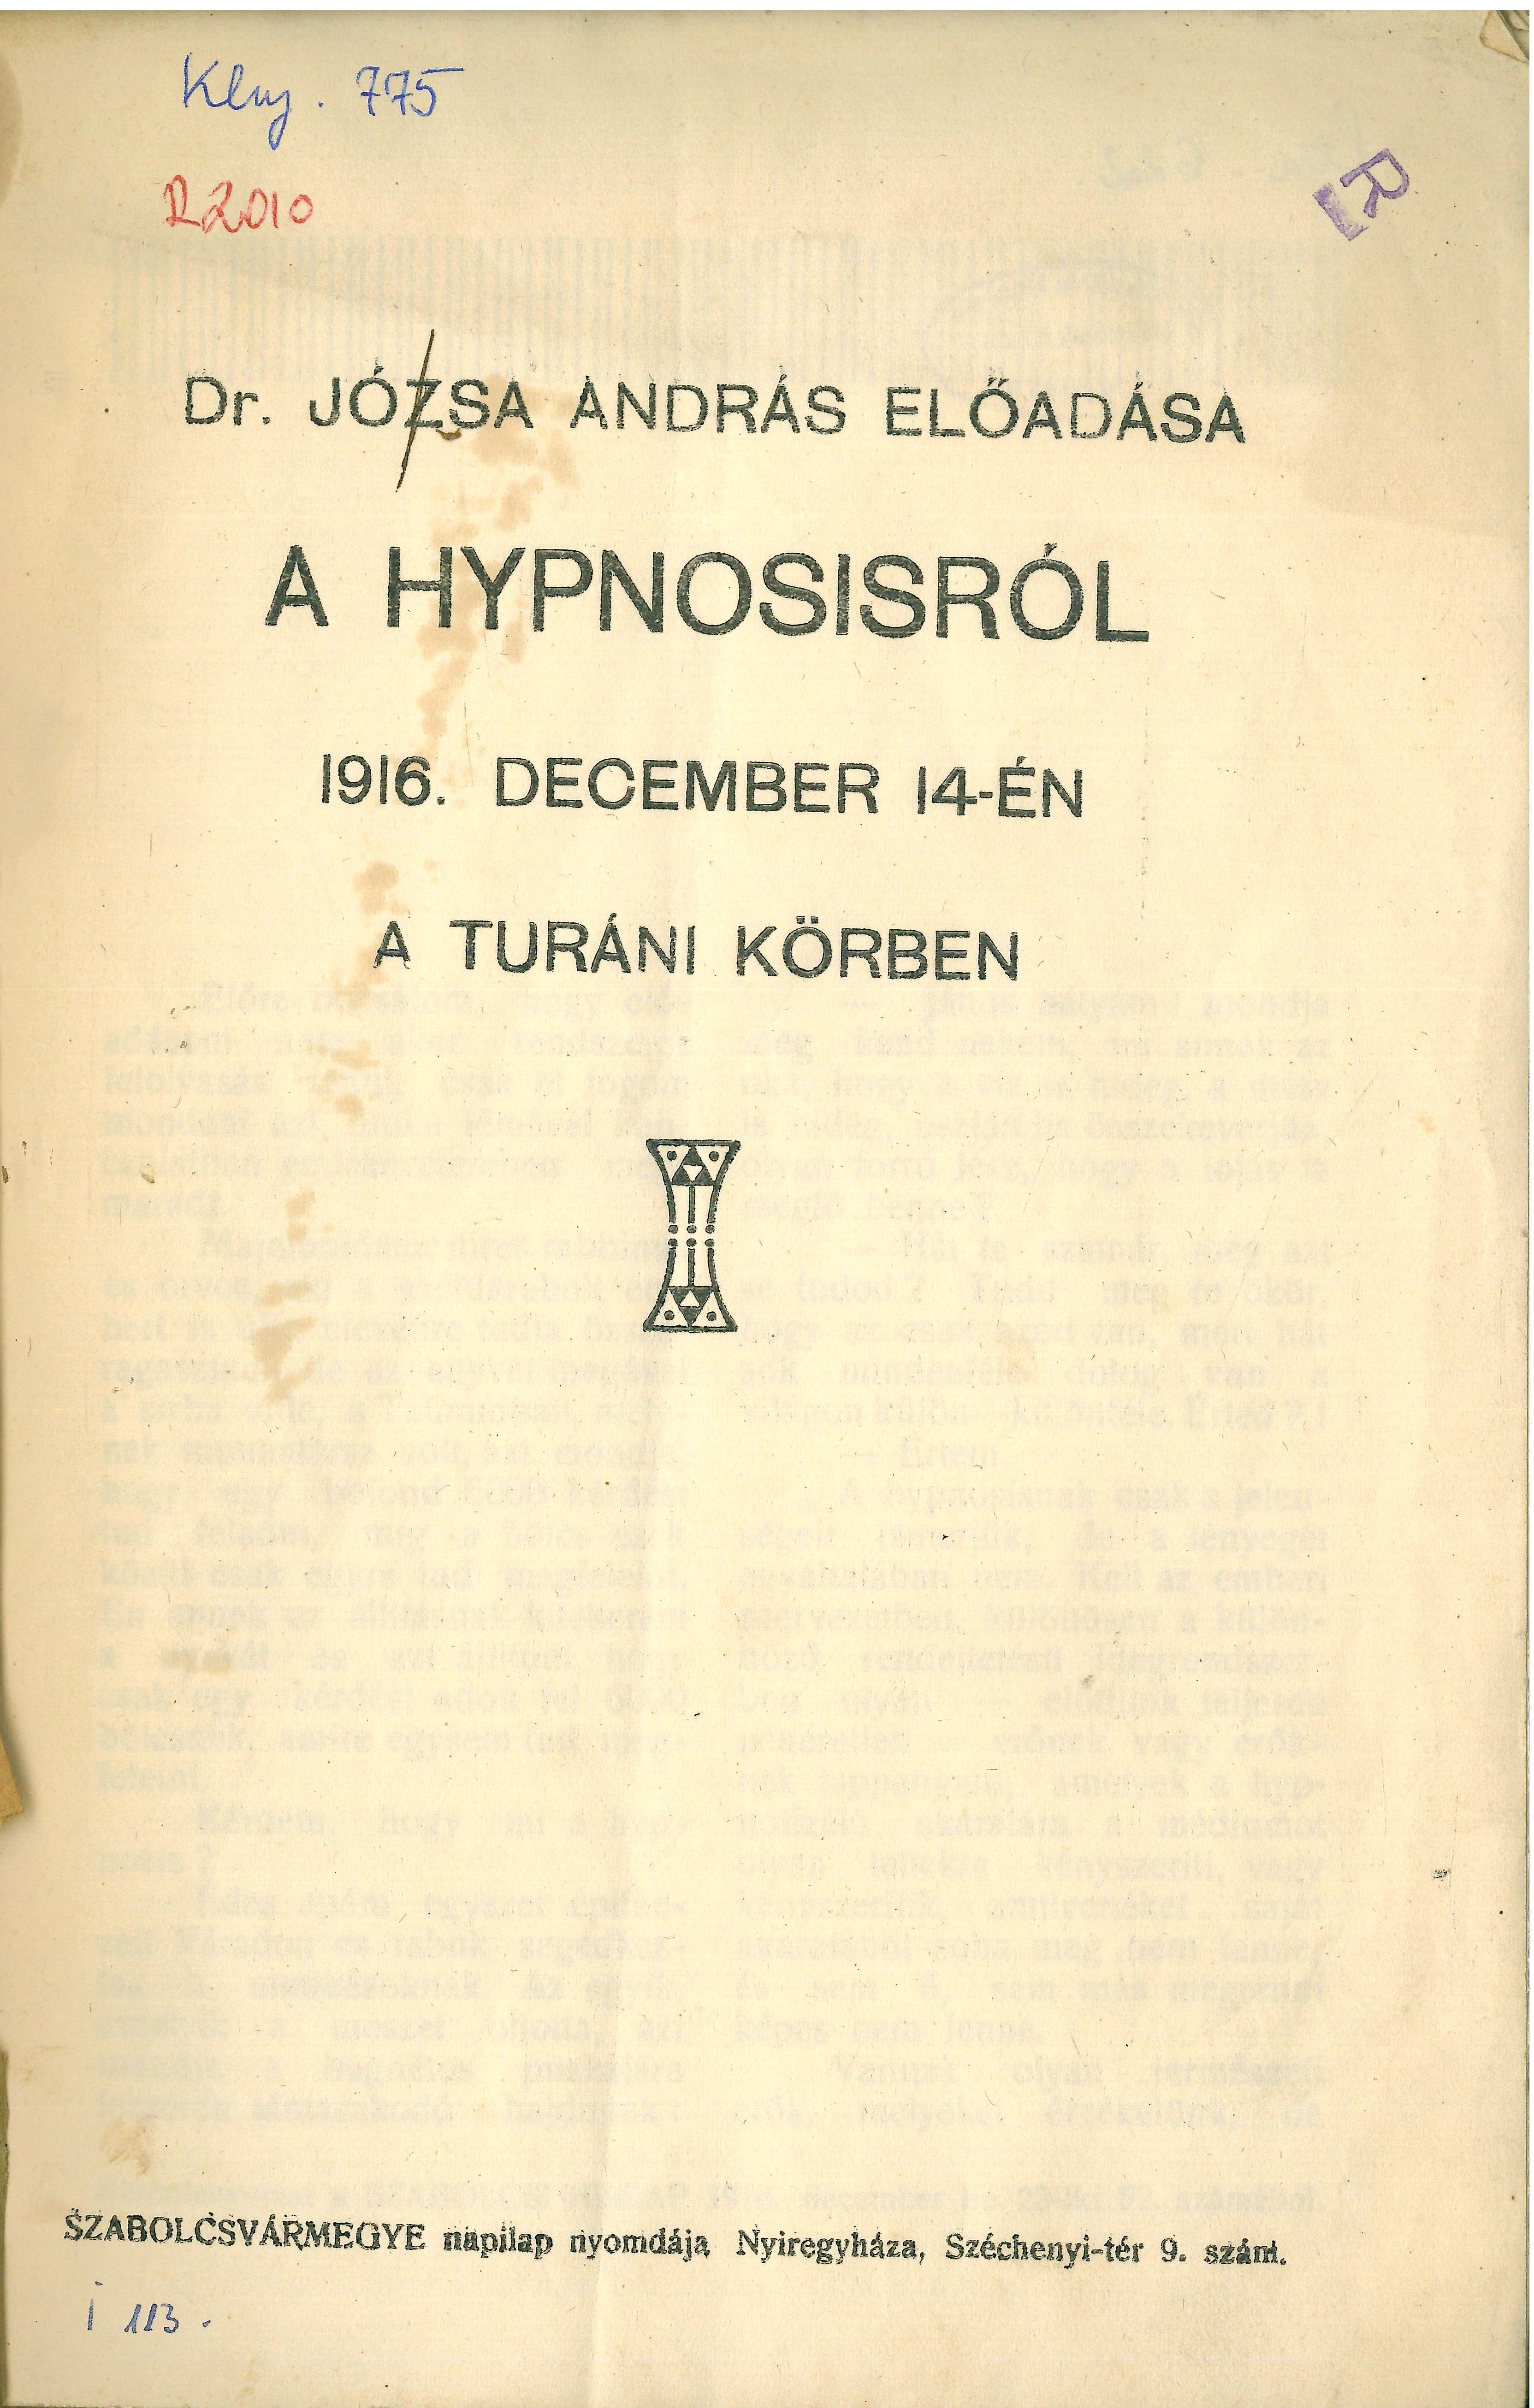 Klny. 775
R2010
R
Dr. JÓZSA ANDRÁS ELŐADÁSA
A HYPNOSISRÓL
1916. DECEMBER 14-ÉN
A TURÁNI KÖRBEN
SZABOLCSVÁRMEGYE napilap nyomdája Nyiregyháza, Széchenyi-tér 9. szám.
I 113.